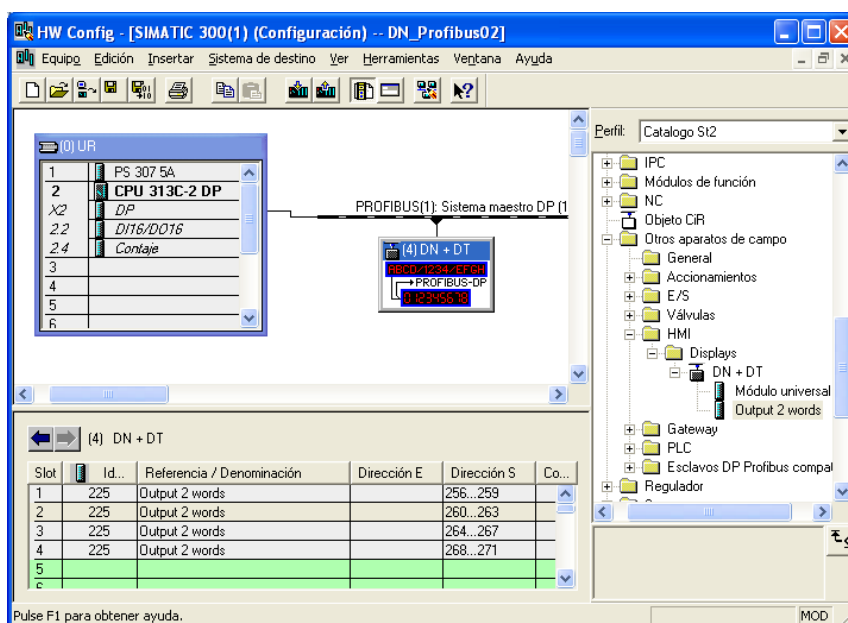 HW Config - [SIMATIC 300(1) (Configuración) -- DN_Profibus02]
Equipo Edición Insertar Sistema de destino Ver Herramientas Ventana Ayuda
(0) UR
1 PS 307 5A
2 CPU 313C-2 DP
X2 DP
2.2 DI16/DO16
2.4 Contaje
3
4
5
6
PROFIBUS(1): Sistema maestro DP (1
(4) DN + DT
ABCD/1234/EFGH
PROFIBUS-DP
012345678
Perfil: Catalogo St2
IPC
Módulos de función
NC
Objeto CiR
Otros aparatos de campo
General
Accionamientos
E/S
Válvulas
HMI
Displays
DN + DT
Módulo universal
Output 2 words
Gateway
PLC
Esclavos DP Profibus compat
Regulador
(4) DN + DT
Slot Id... Referencia / Denominación Dirección E Dirección S Co...
1 225 Output 2 words 256...259
2 225 Output 2 words 260...263
3 225 Output 2 words 264...267
4 225 Output 2 words 268...271
5
6
Pulse F1 para obtener ayuda.
MOD